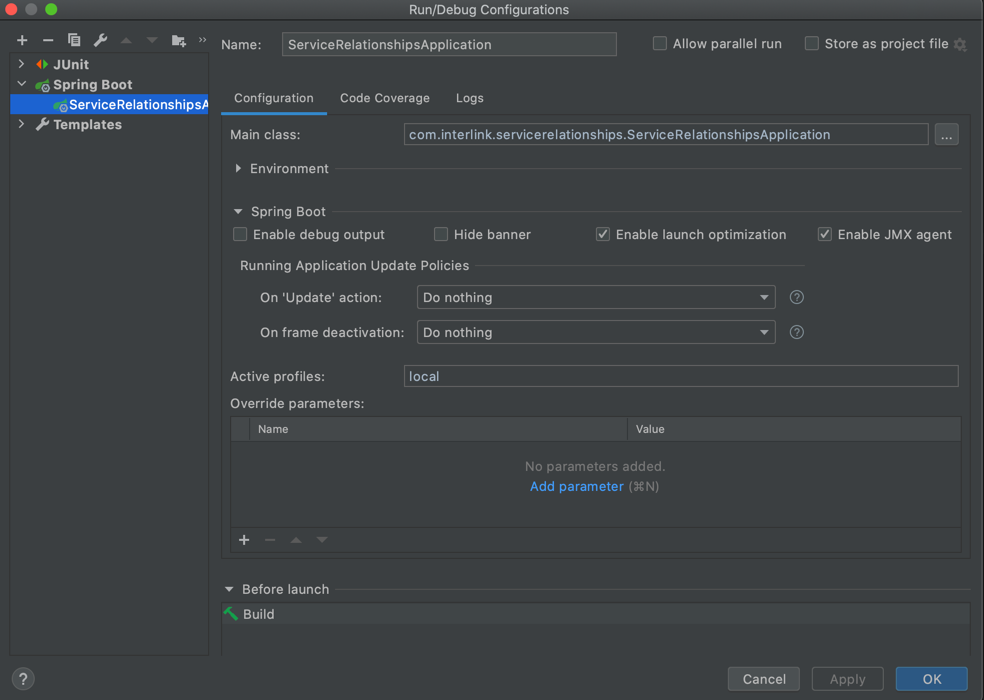 Run/Debug Configurations
Name: ServiceRelationshipsApplication Allow parallel run Store as project file
JUnit
Spring Boot
ServiceRelationshipsA
Templates
Configuration Code Coverage Logs
Main class: com.interlink.servicerelationships.ServiceRelationshipsApplication ...
Environment
Spring Boot
Enable debug output Hide banner Enable launch optimization Enable JMX agent
Running Application Update Policies
On 'Update' action: Do nothing ?
On frame deactivation: Do nothing ?
Active profiles: local
Override parameters:
Name Value
No parameters added.
Add parameter (⌘N)
Before launch
Build
? Cancel Apply OK